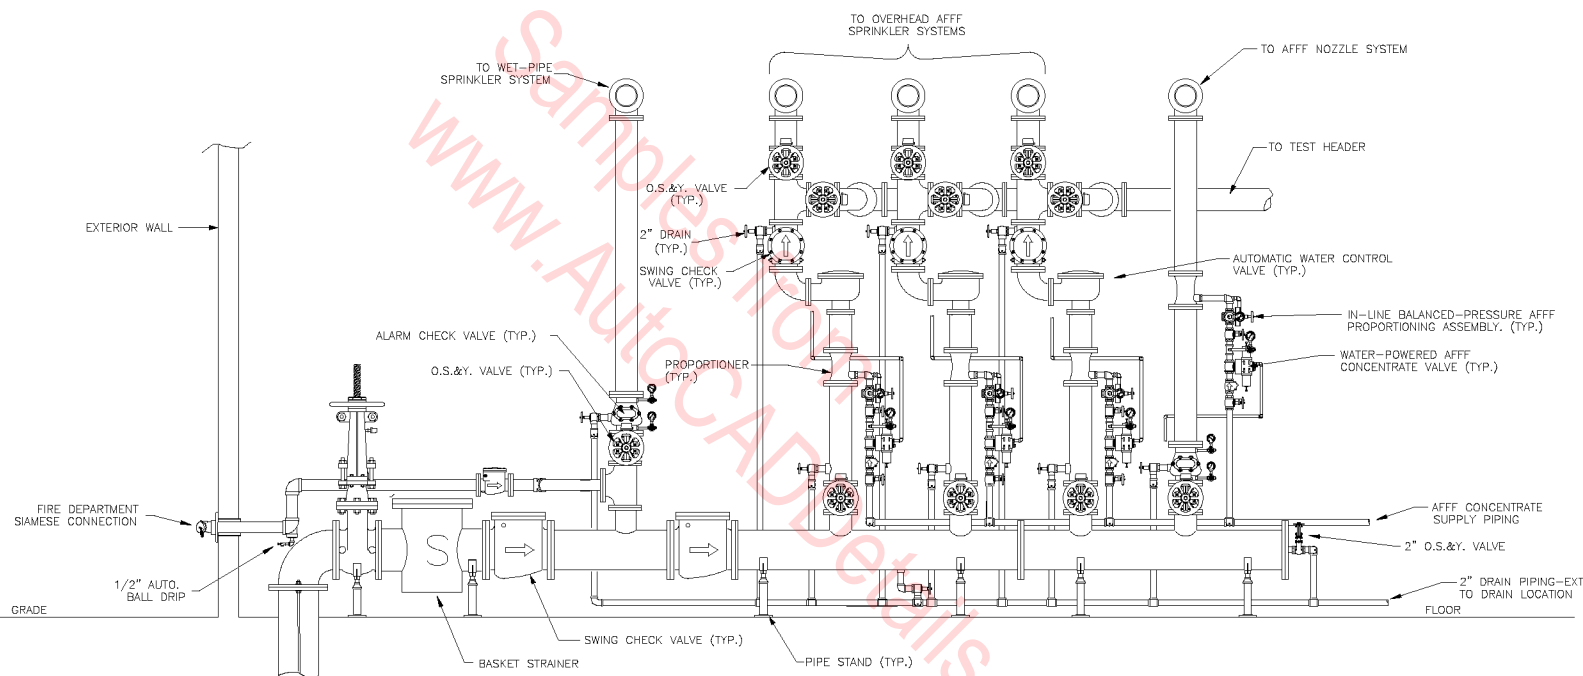 TO OVERHEAD AFFF
SPRINKLER SYSTEMS
TO AFFF NOZZLE SYSTEM
TO WET-PIPE
SPRINKLER SYSTEM
TO TEST HEADER
O.S.&Y. VALVE
(TYP.)
EXTERIOR WALL
2" DRAIN
(TYP.)
SWING CHECK
VALVE (TYP.)
AUTOMATIC WATER CONTROL
VALVE (TYP.)
IN-LINE BALANCED-PRESSURE AFFF
PROPORTIONING ASSEMBLY. (TYP.)
ALARM CHECK VALVE (TYP.)
WATER-POWERED AFFF
CONCENTRATE VALVE (TYP.)
PROPORTIONER
(TYP.)
O.S.&Y. VALVE (TYP.)
FIRE DEPARTMENT
SIAMESE CONNECTION
AFFF CONCENTRATE
SUPPLY PIPING
S
2" O.S.&Y. VALVE
1/2" AUTO.
BALL DRIP
2" DRAIN PIPING-EXT
TO DRAIN LOCATION
GRADE
FLOOR
SWING CHECK VALVE (TYP.)
BASKET STRAINER
PIPE STAND (TYP.)
Samples from
www.AutoCADDetails